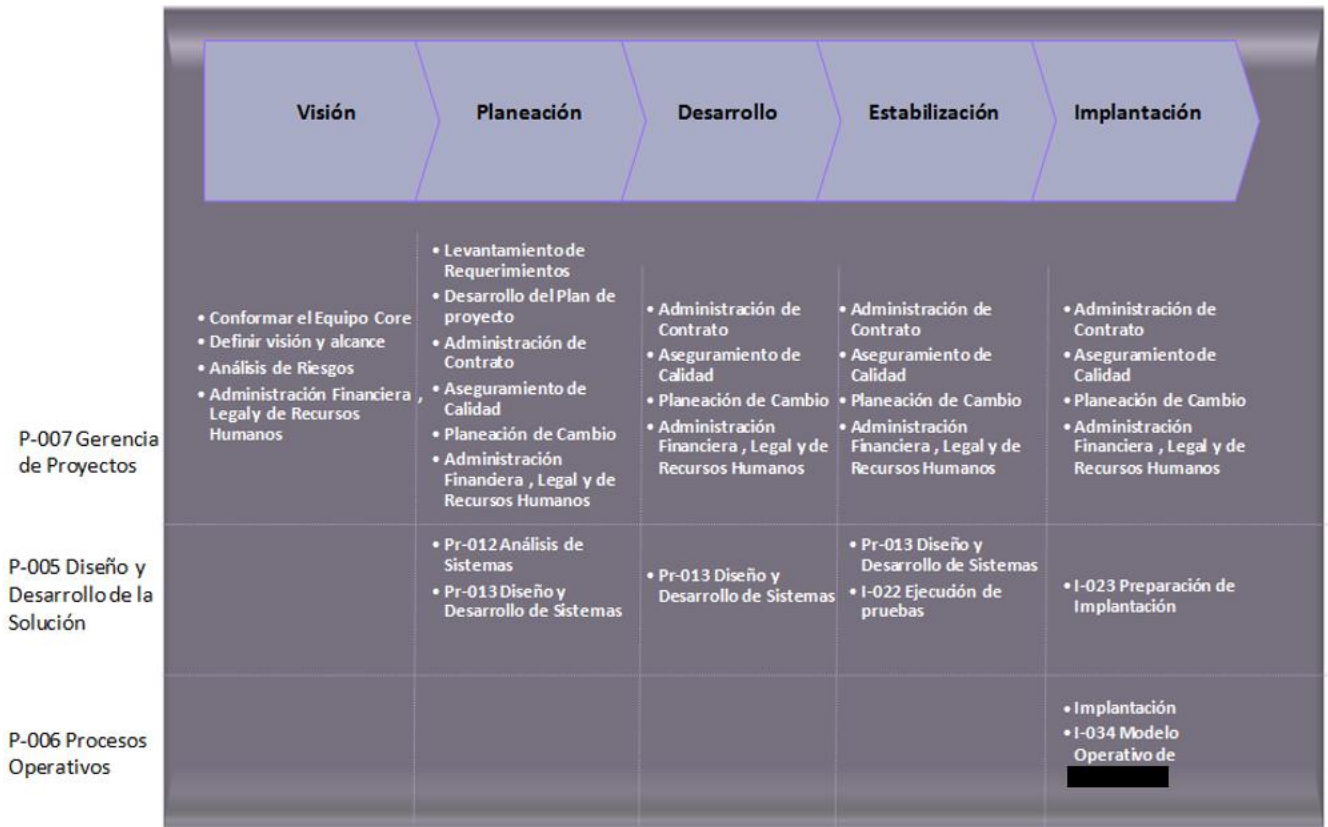 Visión
Planeación
Desarrollo
Estabilización
Implantación
P-007 Gerencia
de Proyectos
• Conformar el Equipo Core
• Definir visión y alcance
• Análisis de Riesgos
• Administración Financiera ,
Legal y de Recursos
Humanos
• Levantamiento de
Requerimientos
• Desarrollo del Plan de
proyecto
• Administración de
Contrato
• Aseguramiento de
Calidad
• Planeación de Cambio
• Administración
Financiera , Legal y de
Recursos Humanos
• Administración de
Contrato
• Aseguramiento de
Calidad
• Planeación de Cambio
• Administración
Financiera , Legal y de
Recursos Humanos
• Administración de
Contrato
• Aseguramiento de
Calidad
• Planeación de Cambio
• Administración
Financiera , Legal y de
Recursos Humanos
• Administración de
Contrato
• Aseguramiento de
Calidad
• Planeación de Cambio
• Administración
Financiera , Legal y de
Recursos Humanos
P-005 Diseño y
Desarrollo de la
Solución
• Pr-012 Análisis de
Sistemas
• Pr-013 Diseño y
Desarrollo de Sistemas
• Pr-013 Diseño y
Desarrollo de Sistemas
• Pr-013 Diseño y
Desarrollo de Sistemas
• I-022 Ejecución de
pruebas
• I-023 Preparación de
Implantación
P-006 Procesos
Operativos
• Implantación
• I-034 Modelo
Operativo de